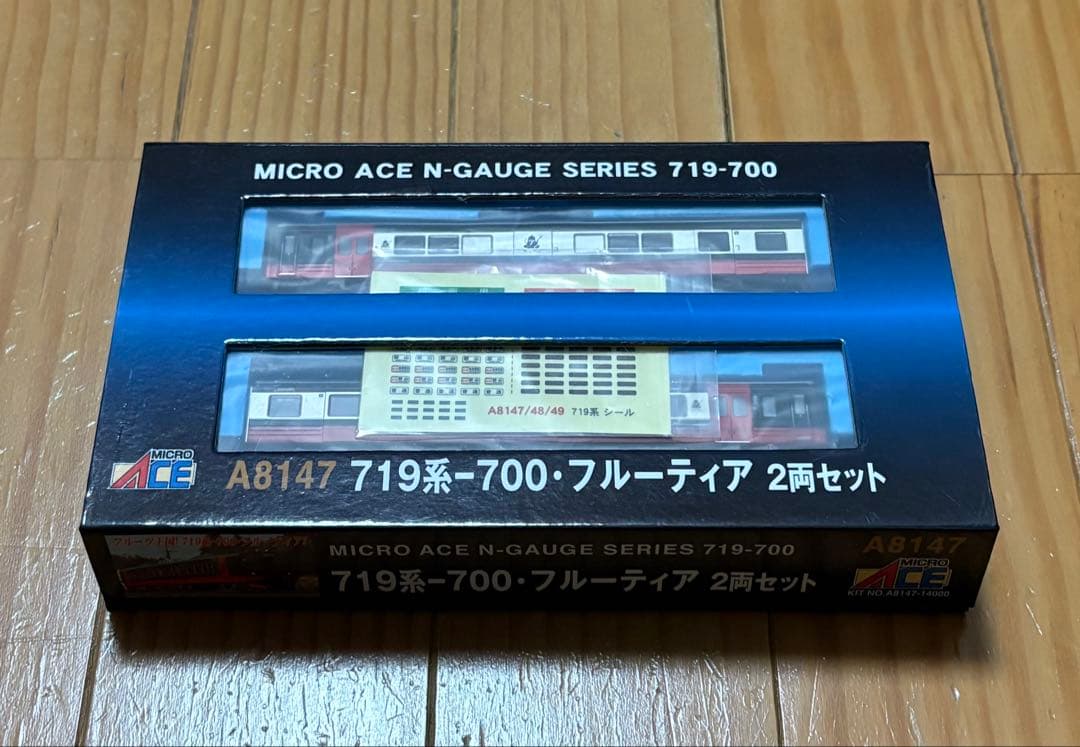 MICRO ACE N-GAUGE SERIES 719-700
A8147/48/49 719系 シール
MICRO ACE
A8147 719系-700・フルーティア 2両セット
MICRO ACE N-GAUGE SERIES 719-700
A8147
719系-700・フルーティア 2両セット
MICRO ACE
KIT NO.A8147-14000